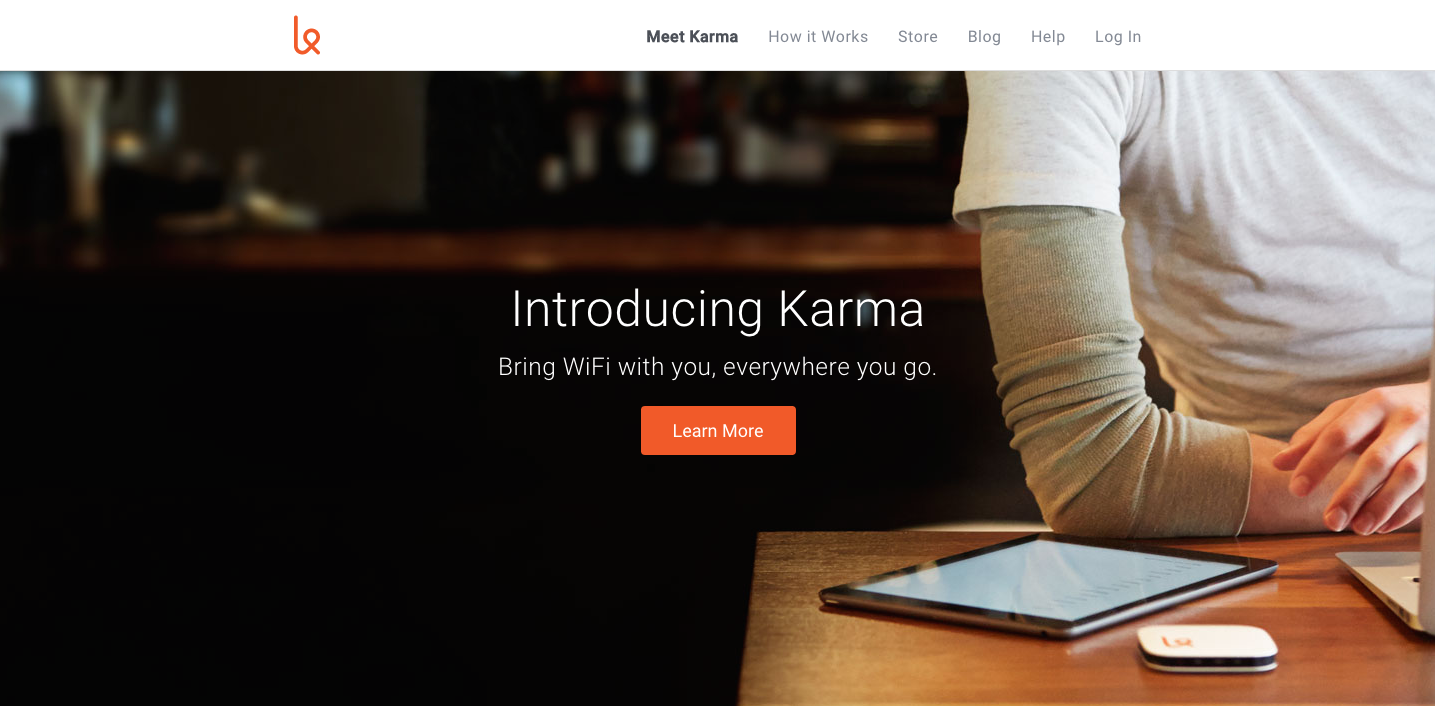 Meet Karma
How it Works
Store
Blog
Help
Log In
Introducing Karma
Bring WiFi with you, everywhere you go.
Learn More